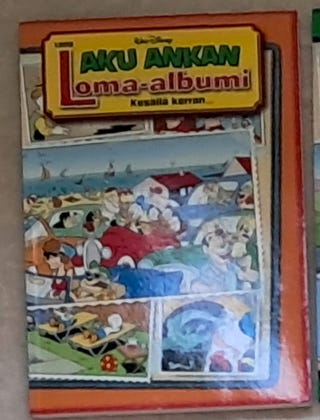 Walt Disney
AKU ANKAN
Loma-albumi
Kesällä kerran...